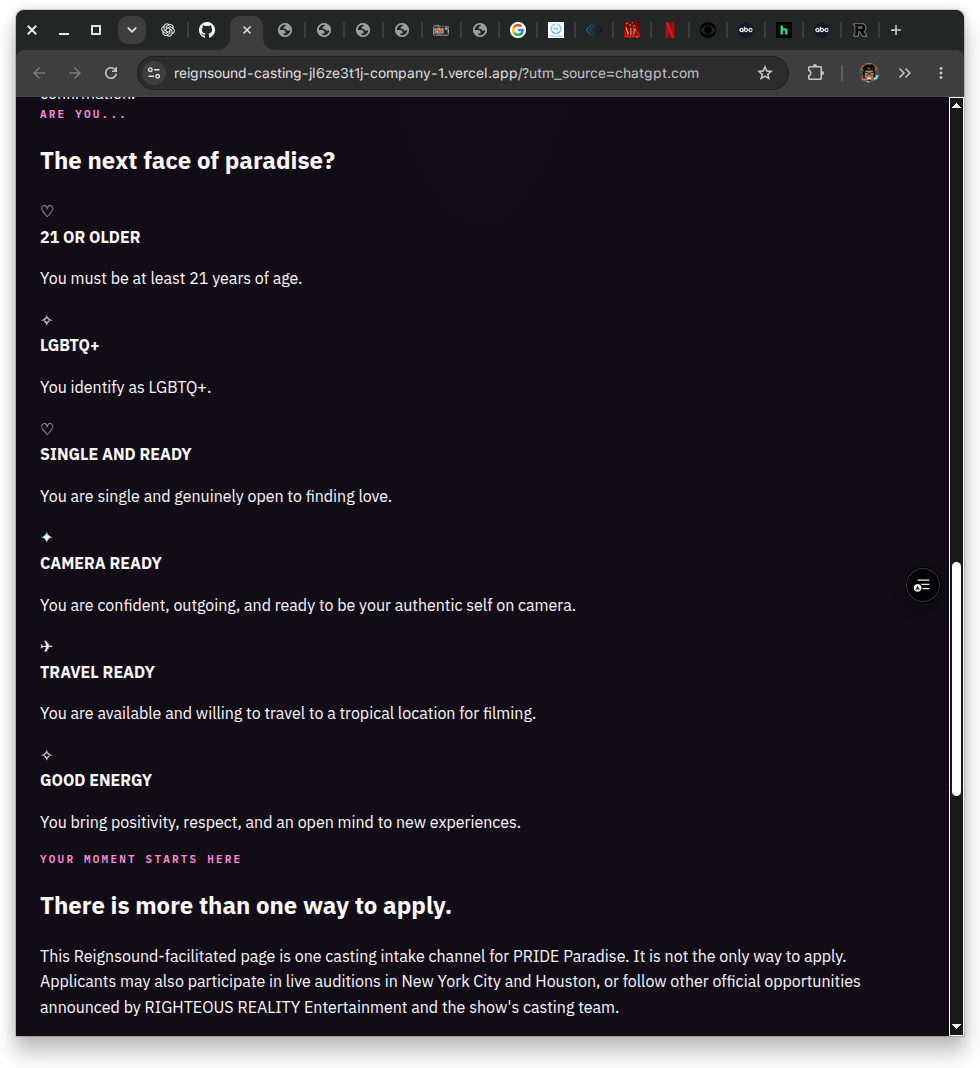 reignsound-casting-jl6ze3t1j-company-1.vercel.app/?utm_source=chatgpt.com
confirmation.
ARE YOU...
The next face of paradise?
♡
21 OR OLDER
You must be at least 21 years of age.
✧
LGBTQ+
You identify as LGBTQ+.
♡
SINGLE AND READY
You are single and genuinely open to finding love.
✦
CAMERA READY
You are confident, outgoing, and ready to be your authentic self on camera.
✈
TRAVEL READY
You are available and willing to travel to a tropical location for filming.
✧
GOOD ENERGY
You bring positivity, respect, and an open mind to new experiences.
YOUR MOMENT STARTS HERE
There is more than one way to apply.
This Reignsound-facilitated page is one casting intake channel for PRIDE Paradise. It is not the only way to apply.
Applicants may also participate in live auditions in New York City and Houston, or follow other official opportunities
announced by RIGHTEOUS REALITY Entertainment and the show's casting team.